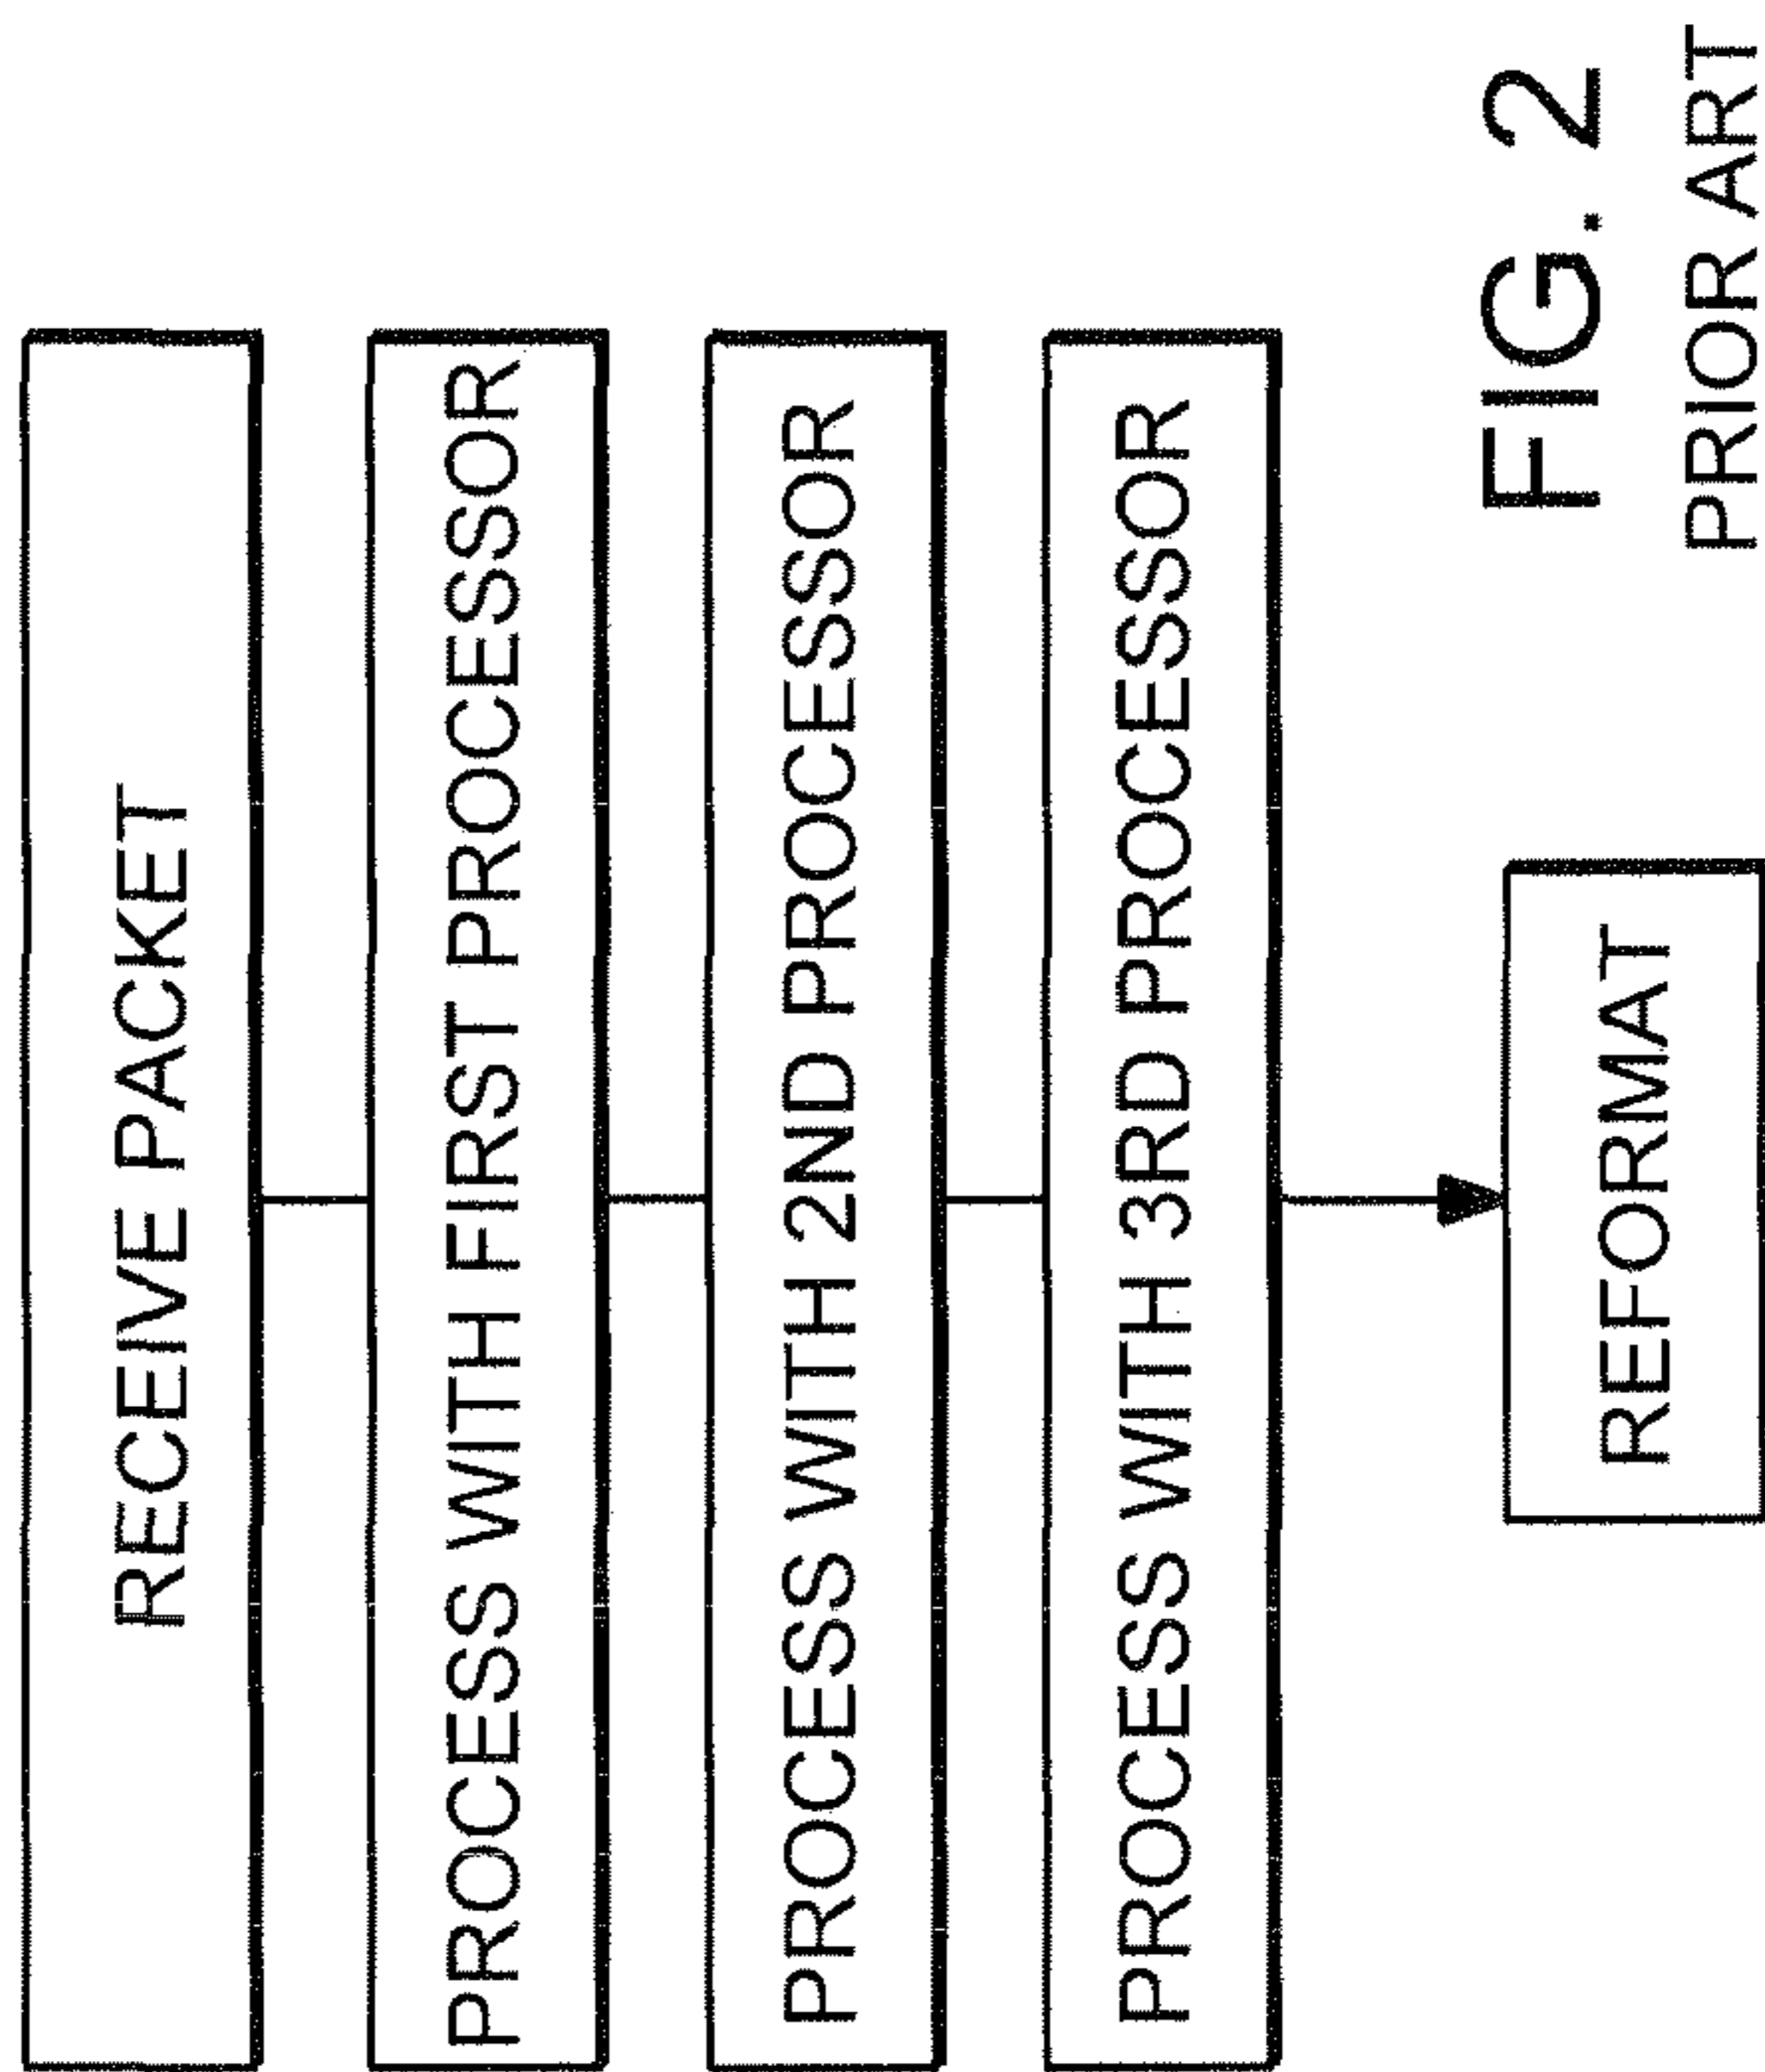 RECEIVE PACKET
PROCESS WITH FIRST PROCESSOR
PROCESS WITH 2ND PROCESSOR
PROCESS WITH 3RD PROCESSOR
REFORMAT
FIG. 2
PRIOR ART